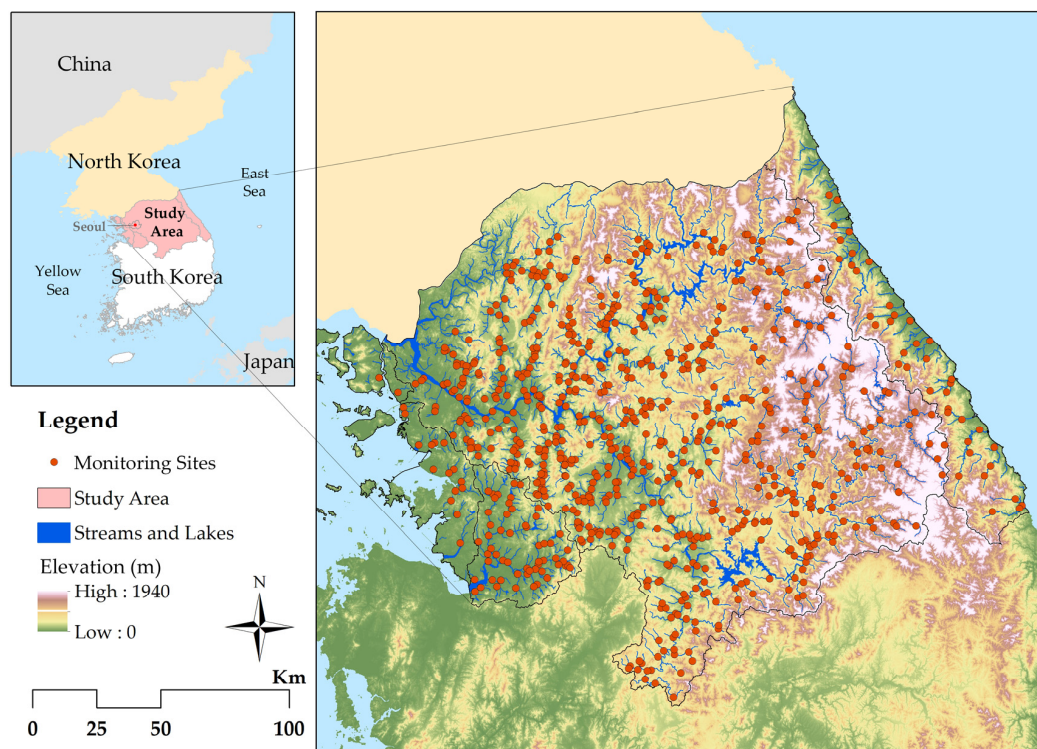 China
North Korea
East
Sea
Study
Area
Seoul
Yellow
Sea
South Korea
Japan
Legend
Monitoring Sites
Study Area
Streams and Lakes
Elevation (m)
High : 1940
Low : 0
N
Km
0 25 50 100